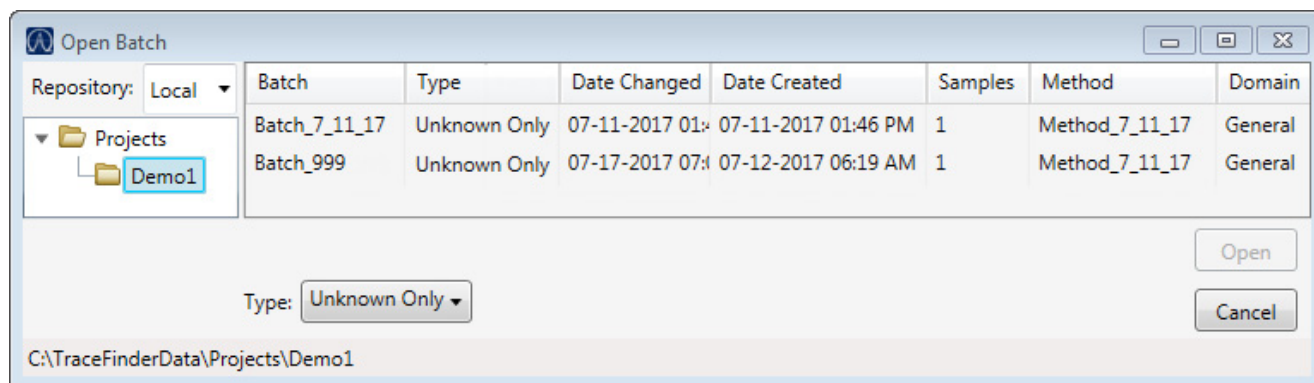 Open Batch
Repository: Local
Batch Type Date Changed Date Created Samples Method Domain
Projects
Demo1
Batch_7_11_17 Unknown Only 07-11-2017 01:4 07-11-2017 01:46 PM 1 Method_7_11_17 General
Batch_999 Unknown Only 07-17-2017 07:0 07-12-2017 06:19 AM 1 Method_7_11_17 General
Open
Type: Unknown Only
Cancel
C:\TraceFinderData\Projects\Demo1